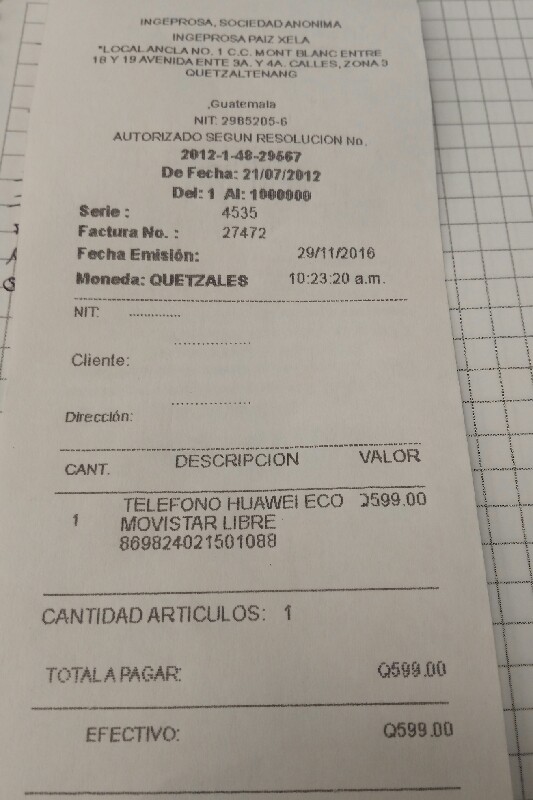 INGEPROSA, SOCIEDAD ANONIMA
INGEPROSA PAIZ XELA
"LOCAL ANCLA NO. 1 C.C. MONT BLANC ENTRE
18 Y 19 AVENIDA ENTE 3A. Y 4A. CALLES, ZONA 3
QUETZALTENANG
,Guatemala
NIT: 2985205-6
AUTORIZADO SEGUN RESOLUCION No.
2012-1-48-29667
De Fecha: 21/07/2012
Del: 1 Al: 1000000
Serie : 4535
Factura No. : 27472
Fecha Emisión: 29/11/2016
Moneda: QUETZALES 10:23:20 a.m.
NIT: .............
..................
Cliente:
..................
Dirección:
CANT. DESCRIPCION VALOR
1 TELEFONO HUAWEI ECO Q599.00
MOVISTAR LIBRE
869824021501088
CANTIDAD ARTICULOS: 1
TOTAL A PAGAR: Q599.00
EFECTIVO: Q599.00